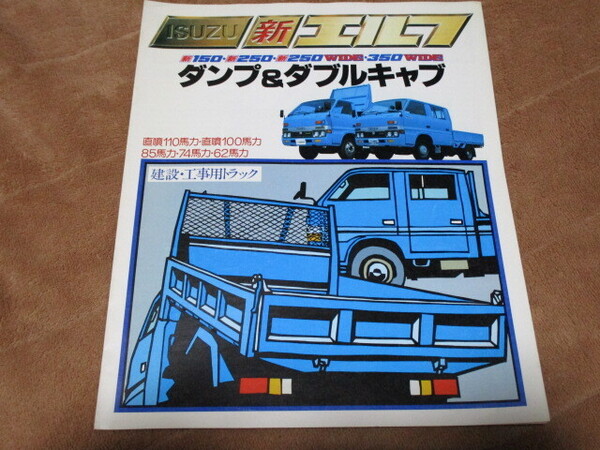 ISUZU 新エルフ
新150・新250・新250 WIDE・350 WIDE
ダンプ&ダブルキャブ
直噴110馬力・直噴100馬力
85馬力・74馬力・62馬力
建設・工事用トラック